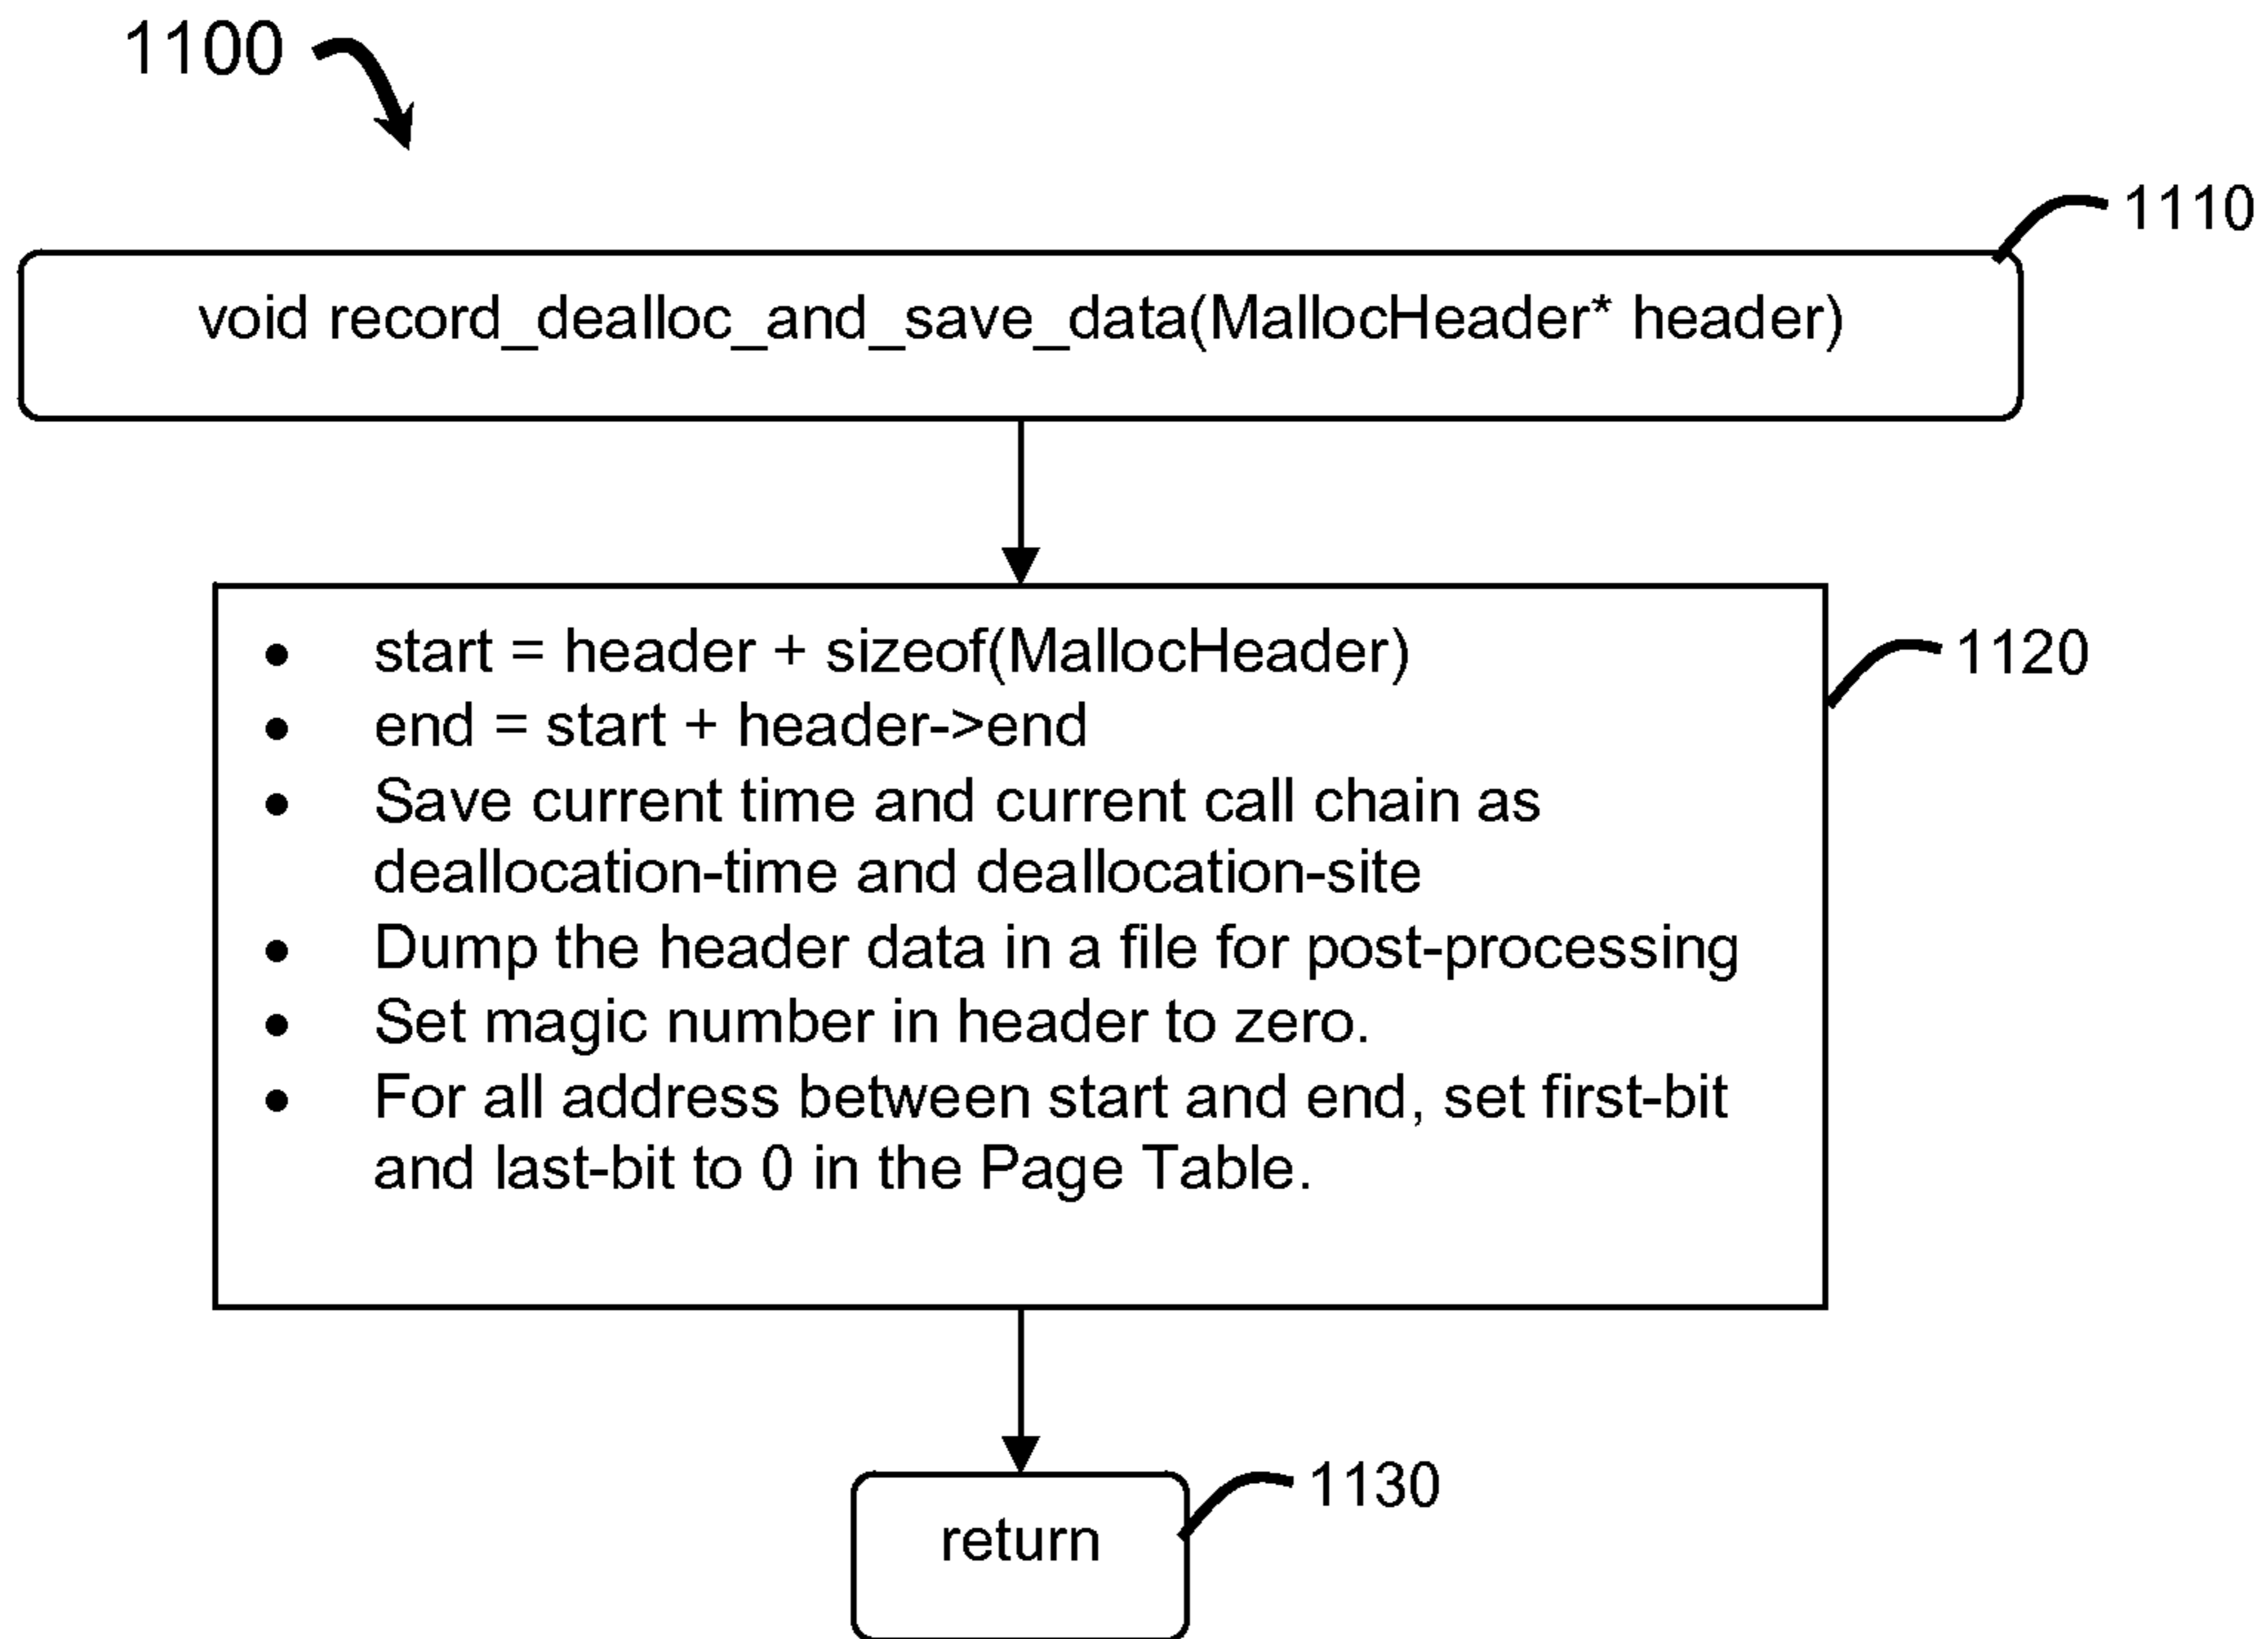 1100
1110
void record_dealloc_and_save_data(MallocHeader* header)
• start = header + sizeof(MallocHeader)
1120
• end = start + header->end
• Save current time and current call chain as
deallocation-time and deallocation-site
• Dump the header data in a file for post-processing
• Set magic number in header to zero.
• For all address between start and end, set first-bit
and last-bit to 0 in the Page Table.
1130
return